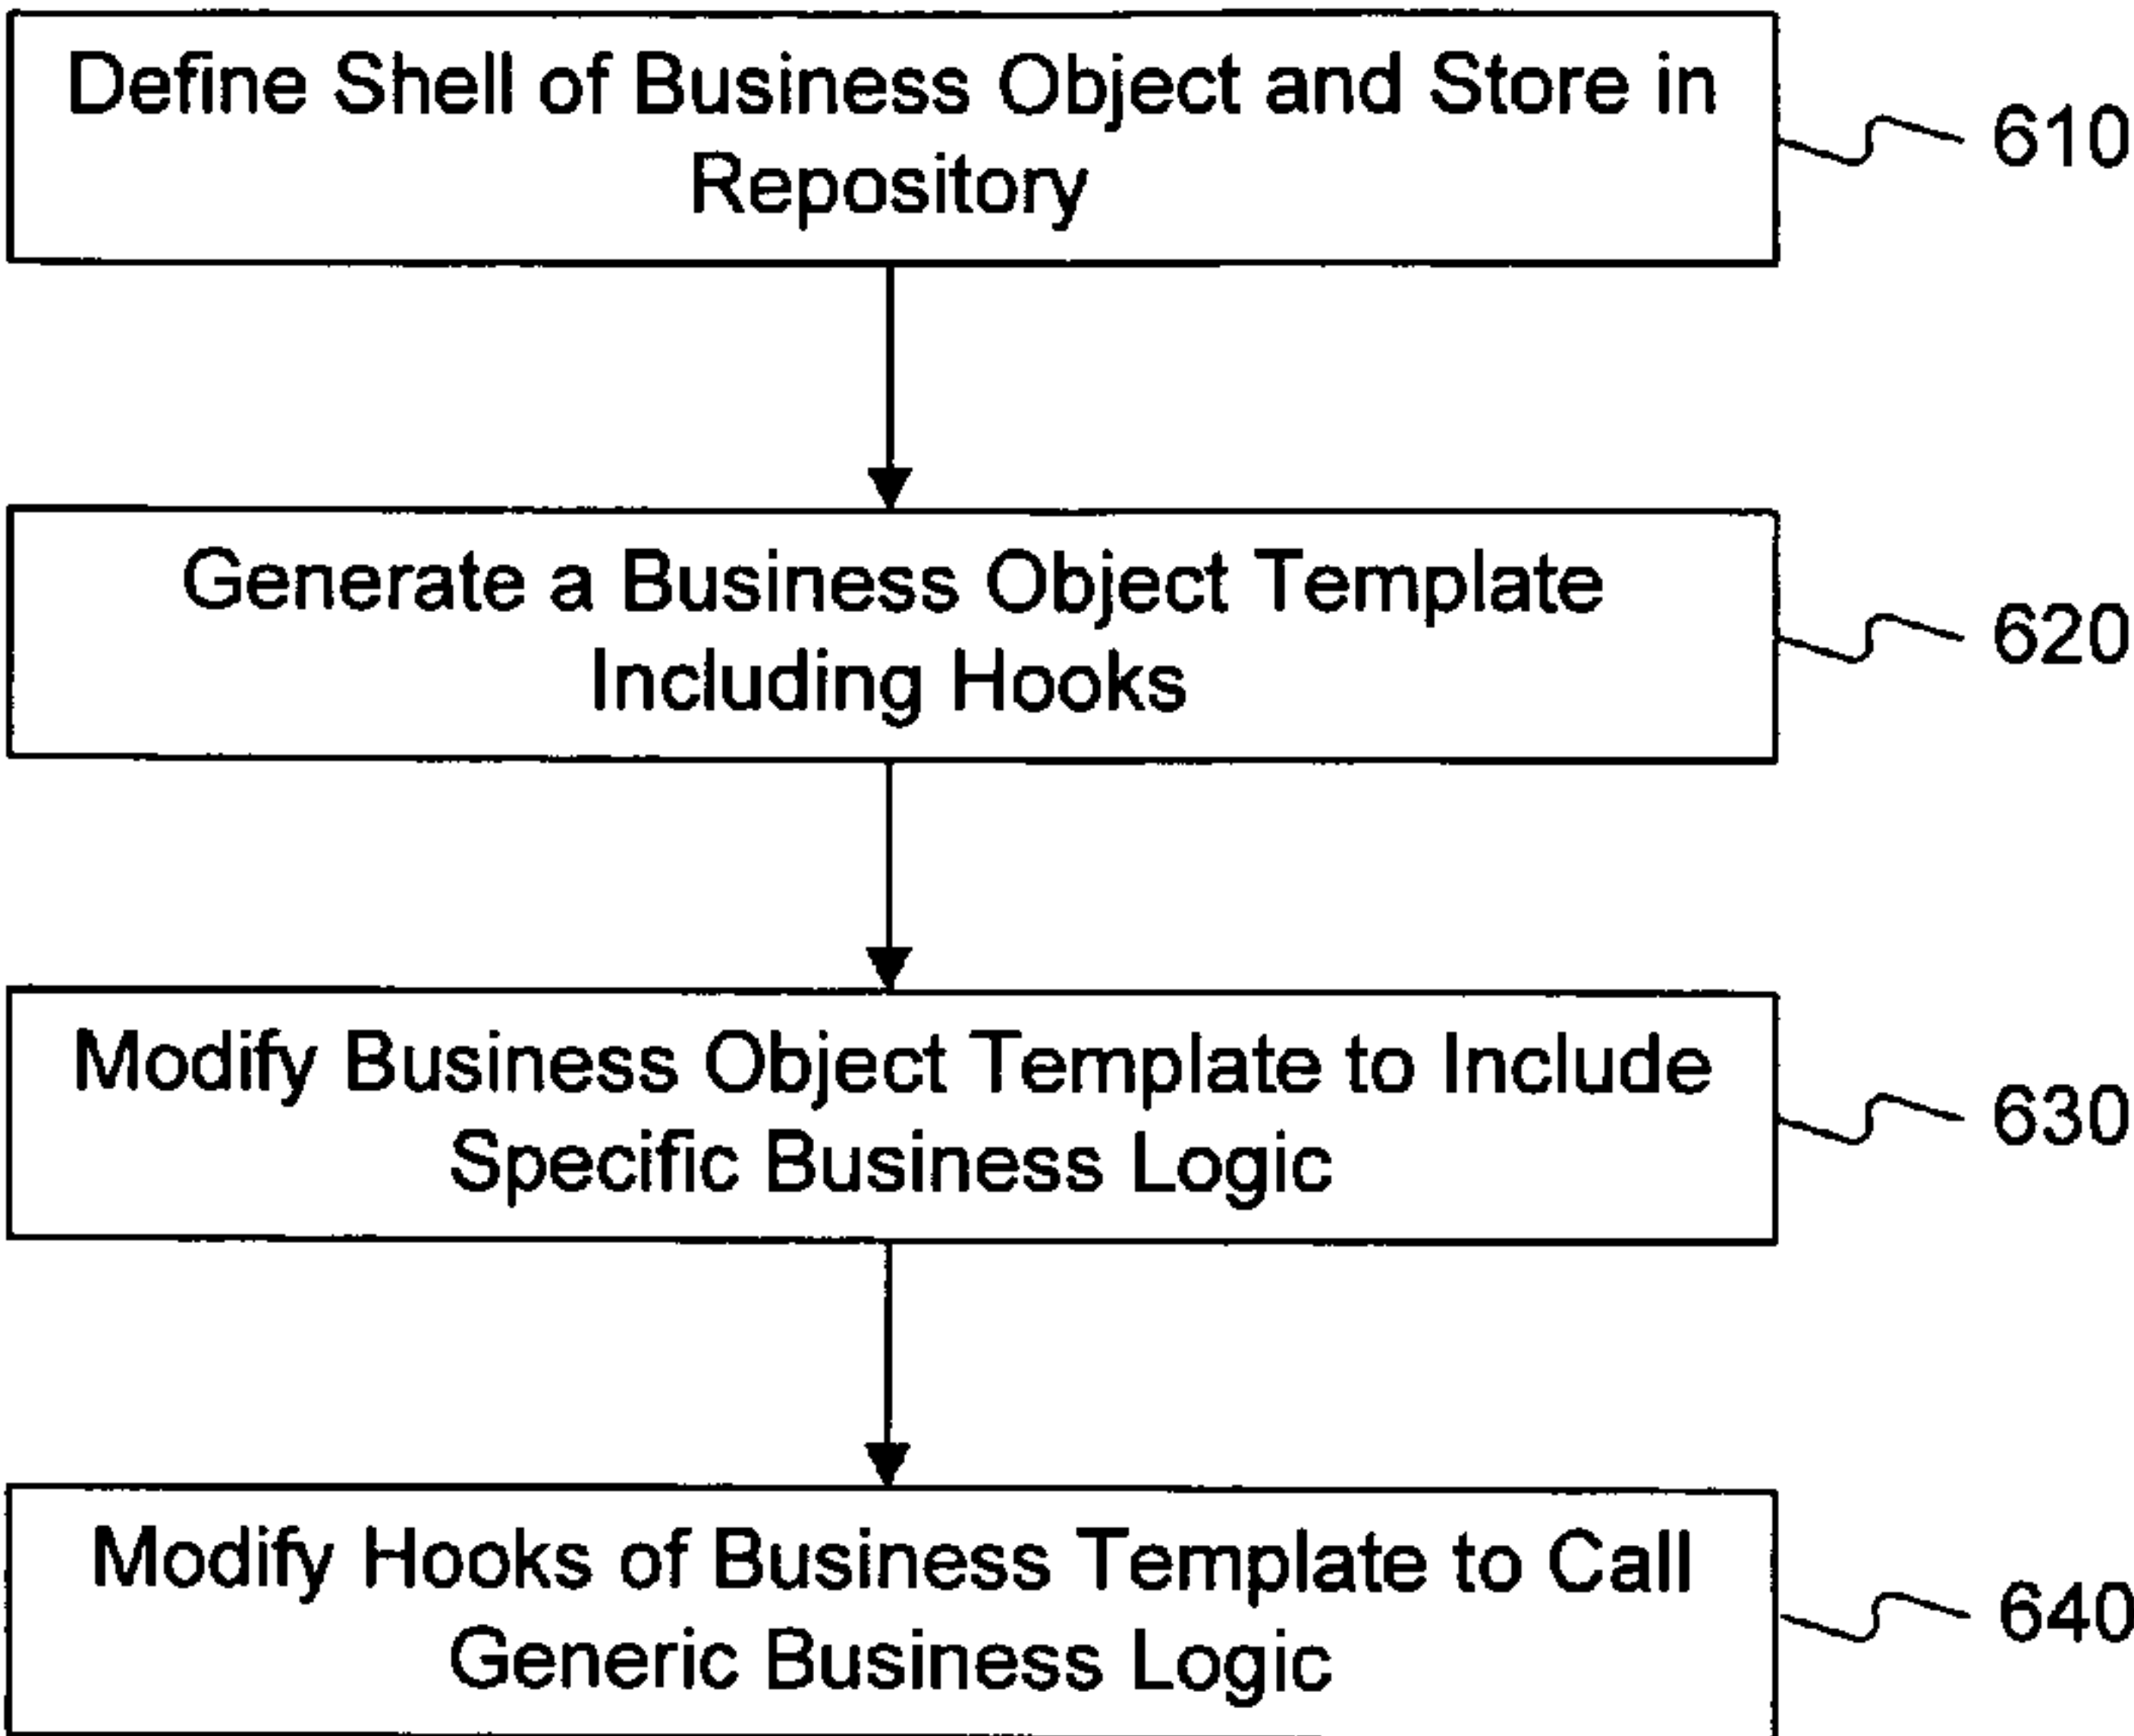 Define Shell of Business Object and Store in
Repository
610
Generate a Business Object Template
Including Hooks
620
Modify Business Object Template to Include
Specific Business Logic
630
Modify Hooks of Business Template to Call
Generic Business Logic
640